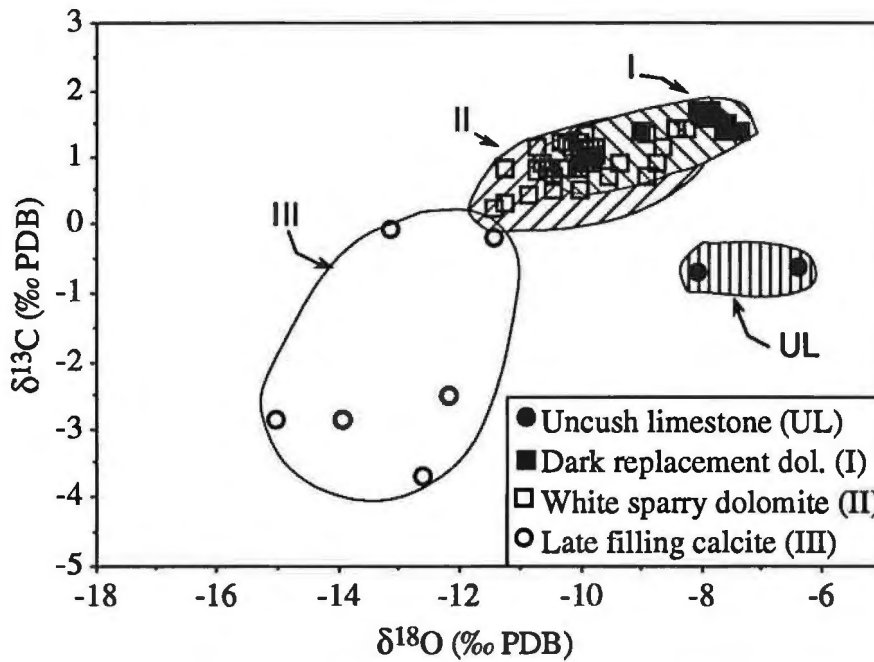 3
2
1
0
-1
-2
-3
-4
-5
δ13C (‰ PDB)
I
II
III
UL
Uncush limestone (UL)
Dark replacement dol. (I)
White sparry dolomite (II)
Late filling calcite (III)
-18 -16 -14 -12 -10 -8 -6
δ18O (‰ PDB)